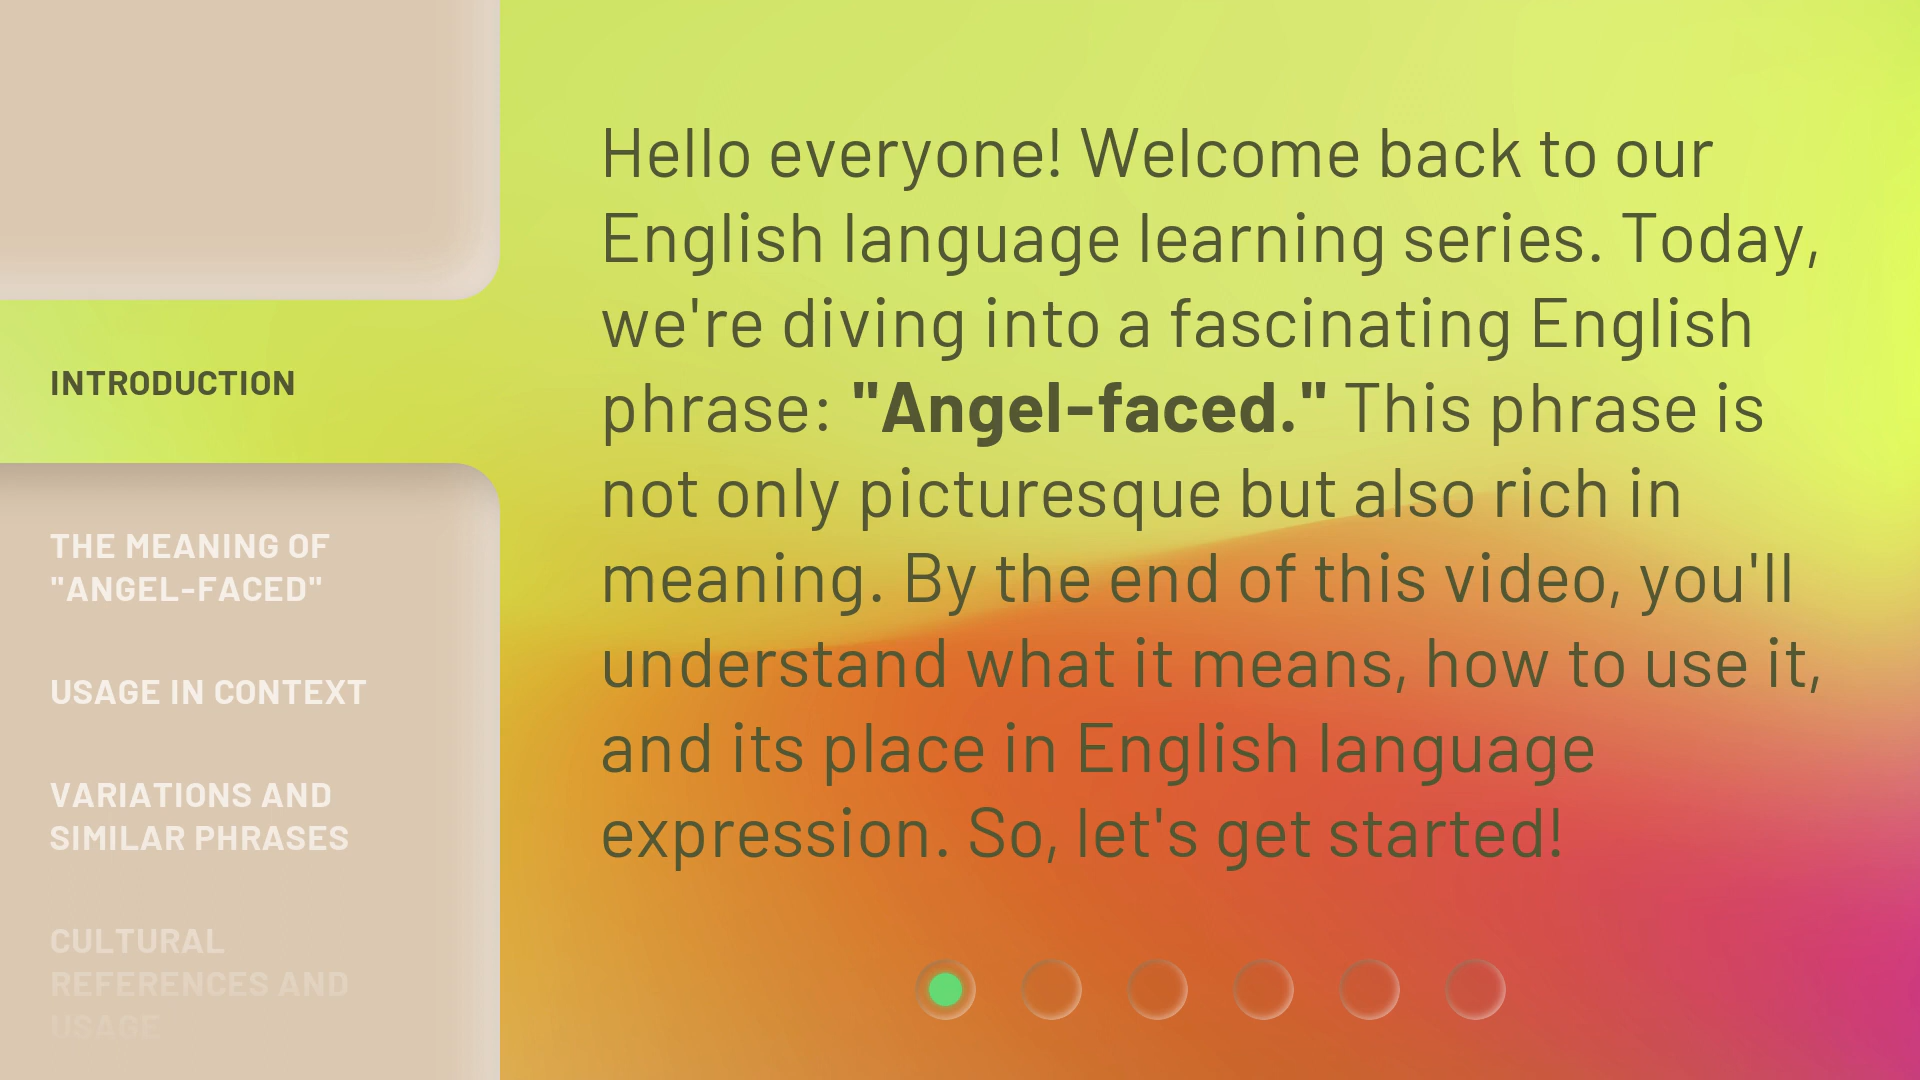 INTRODUCTION
THE MEANING OF
"ANGEL-FACED"
USAGE IN CONTEXT
VARIATIONS AND
SIMILAR PHRASES
CULTURAL
REFERENCES AND
USAGE
Hello everyone! Welcome back to our
English language learning series. Today,
we're diving into a fascinating English
phrase: "Angel-faced." This phrase is
not only picturesque but also rich in
meaning. By the end of this video, you'll
understand what it means, how to use it,
and its place in English language
expression. So, let's get started!